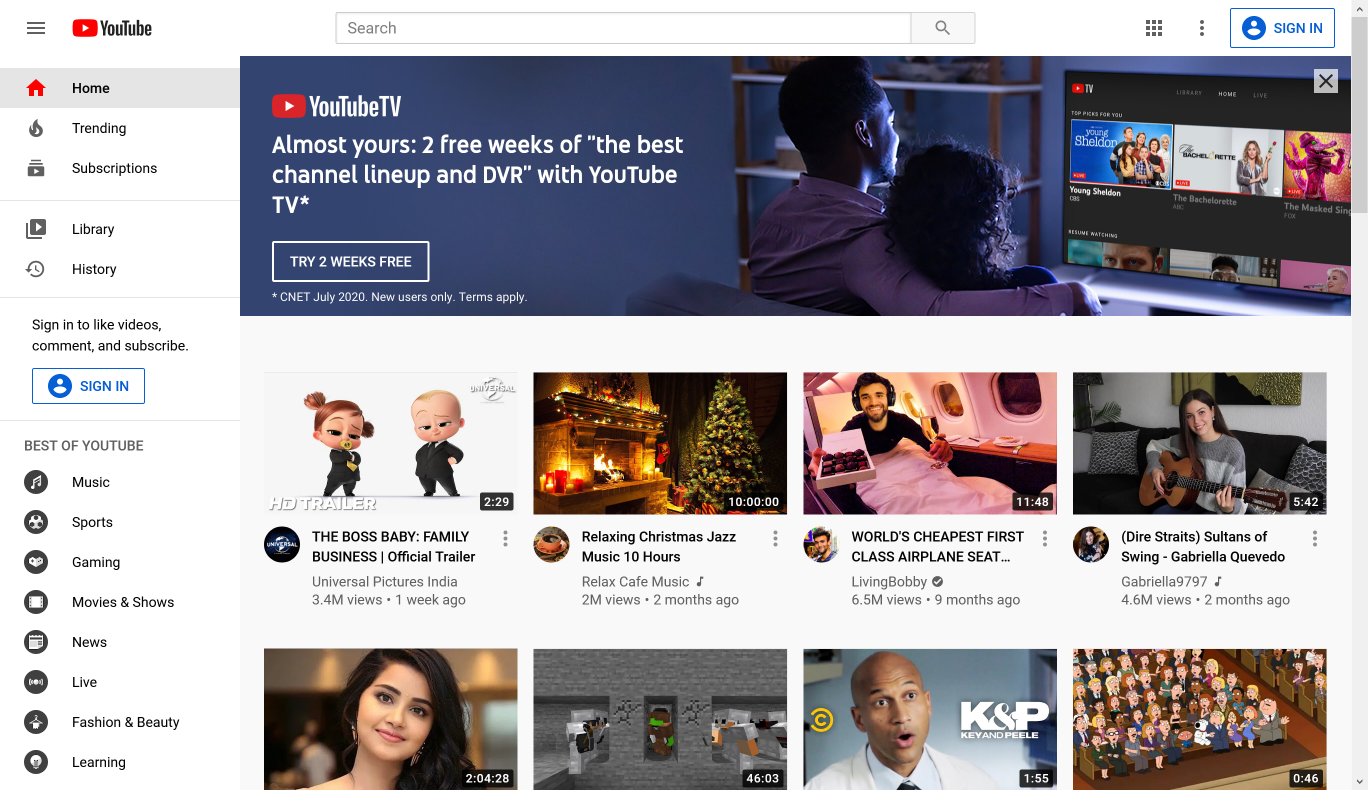 YouTube
Search
SIGN IN
Home
Trending
Subscriptions
Library
History
Sign in to like videos,
comment, and subscribe.
SIGN IN
BEST OF YOUTUBE
Music
Sports
Gaming
Movies & Shows
News
Live
Fashion & Beauty
Learning
YouTubeTV
Almost yours: 2 free weeks of "the best
channel lineup and DVR" with YouTube
TV*
TRY 2 WEEKS FREE
* CNET July 2020. New users only. Terms apply.
TV
LIBRARY HOME LIVE
TOP PICKS FOR YOU
young Sheldon
The BACHELORETTE
LIVE
LIVE
LIVE
Young Sheldon
CBS
The Bachelorette
ABC
The Masked Sing
FOX
RESUME WATCHING
UNIVERSAL
HD TRAILER
2:29
10:00:00
11:48
5:42
UNIVERSAL
THE BOSS BABY: FAMILY
BUSINESS | Official Trailer
Universal Pictures India
3.4M views • 1 week ago
Relaxing Christmas Jazz
Music 10 Hours
Relax Cafe Music
2M views • 2 months ago
WORLD'S CHEAPEST FIRST
CLASS AIRPLANE SEAT…
LivingBobby
6.5M views • 9 months ago
(Dire Straits) Sultans of
Swing - Gabriella Quevedo
Gabriella9797
4.6M views • 2 months ago
2:04:28
46:03
K&P
KEY AND PEELE
1:55
0:46